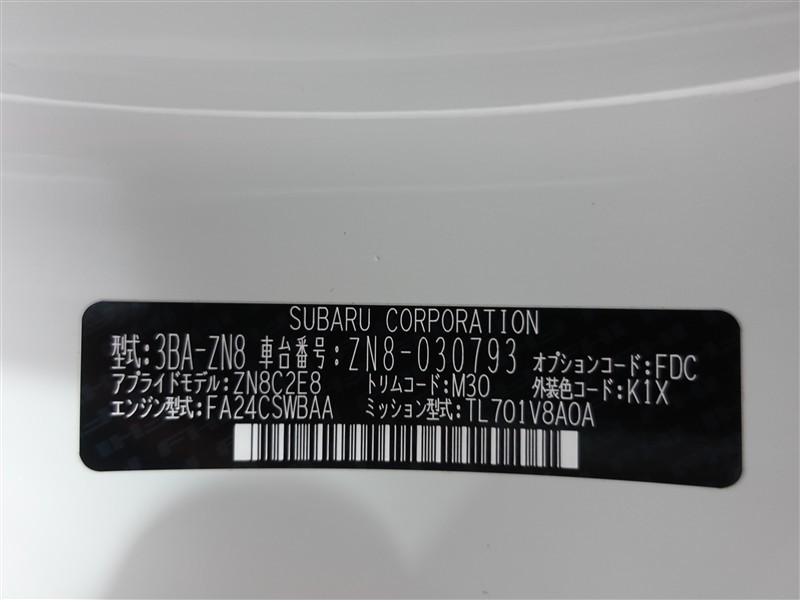 SUBARU CORPORATION
型式:3BA-ZN8 車台番号:ZN8-030793 オプションコード:FDC
アプライドモデル:ZN8C2E8 トリムコード:M30 外装色コード:K1X
エンジン型式:FA24CSWBAA ミッション型式:TL701V8A0A